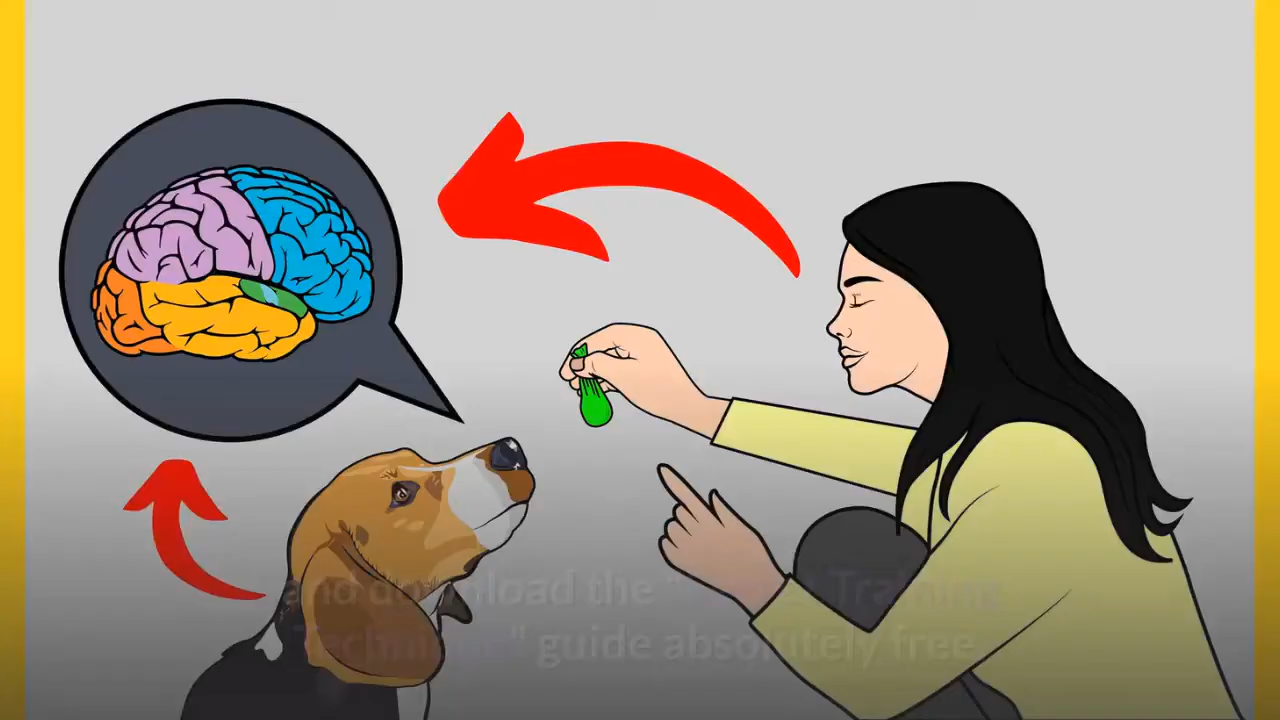 and download the "
Training
" guide absolutely free